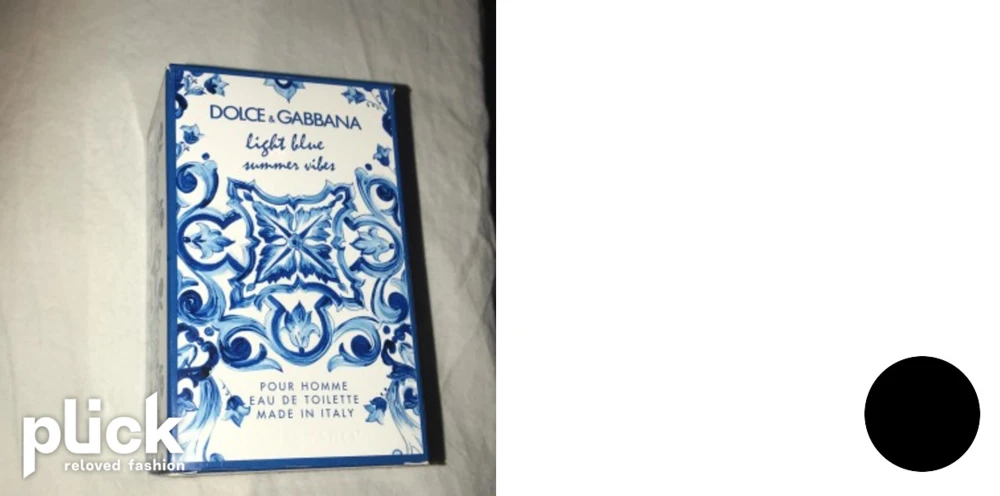 DOLCE & GABBANA
light blue
summer vibes
POUR HOMME
EAU DE TOILETTE
MADE IN ITALY
plick
reloved fashion